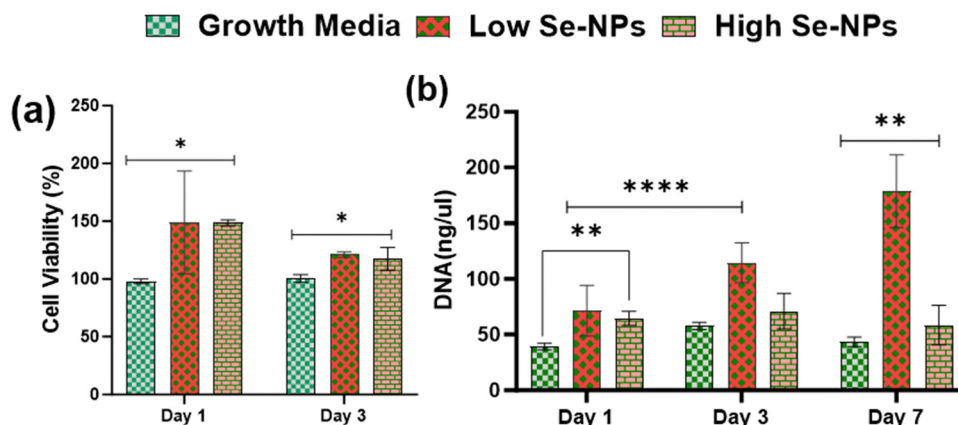 Growth Media Low Se-NPs High Se-NPs
(a)
Cell Viability (%)
250
200
150
100
50
0
*
*
Day 1 Day 3
(b)
DNA(ng/ul)
250
200
150
100
50
0
**
****
**
Day 1 Day 3 Day 7